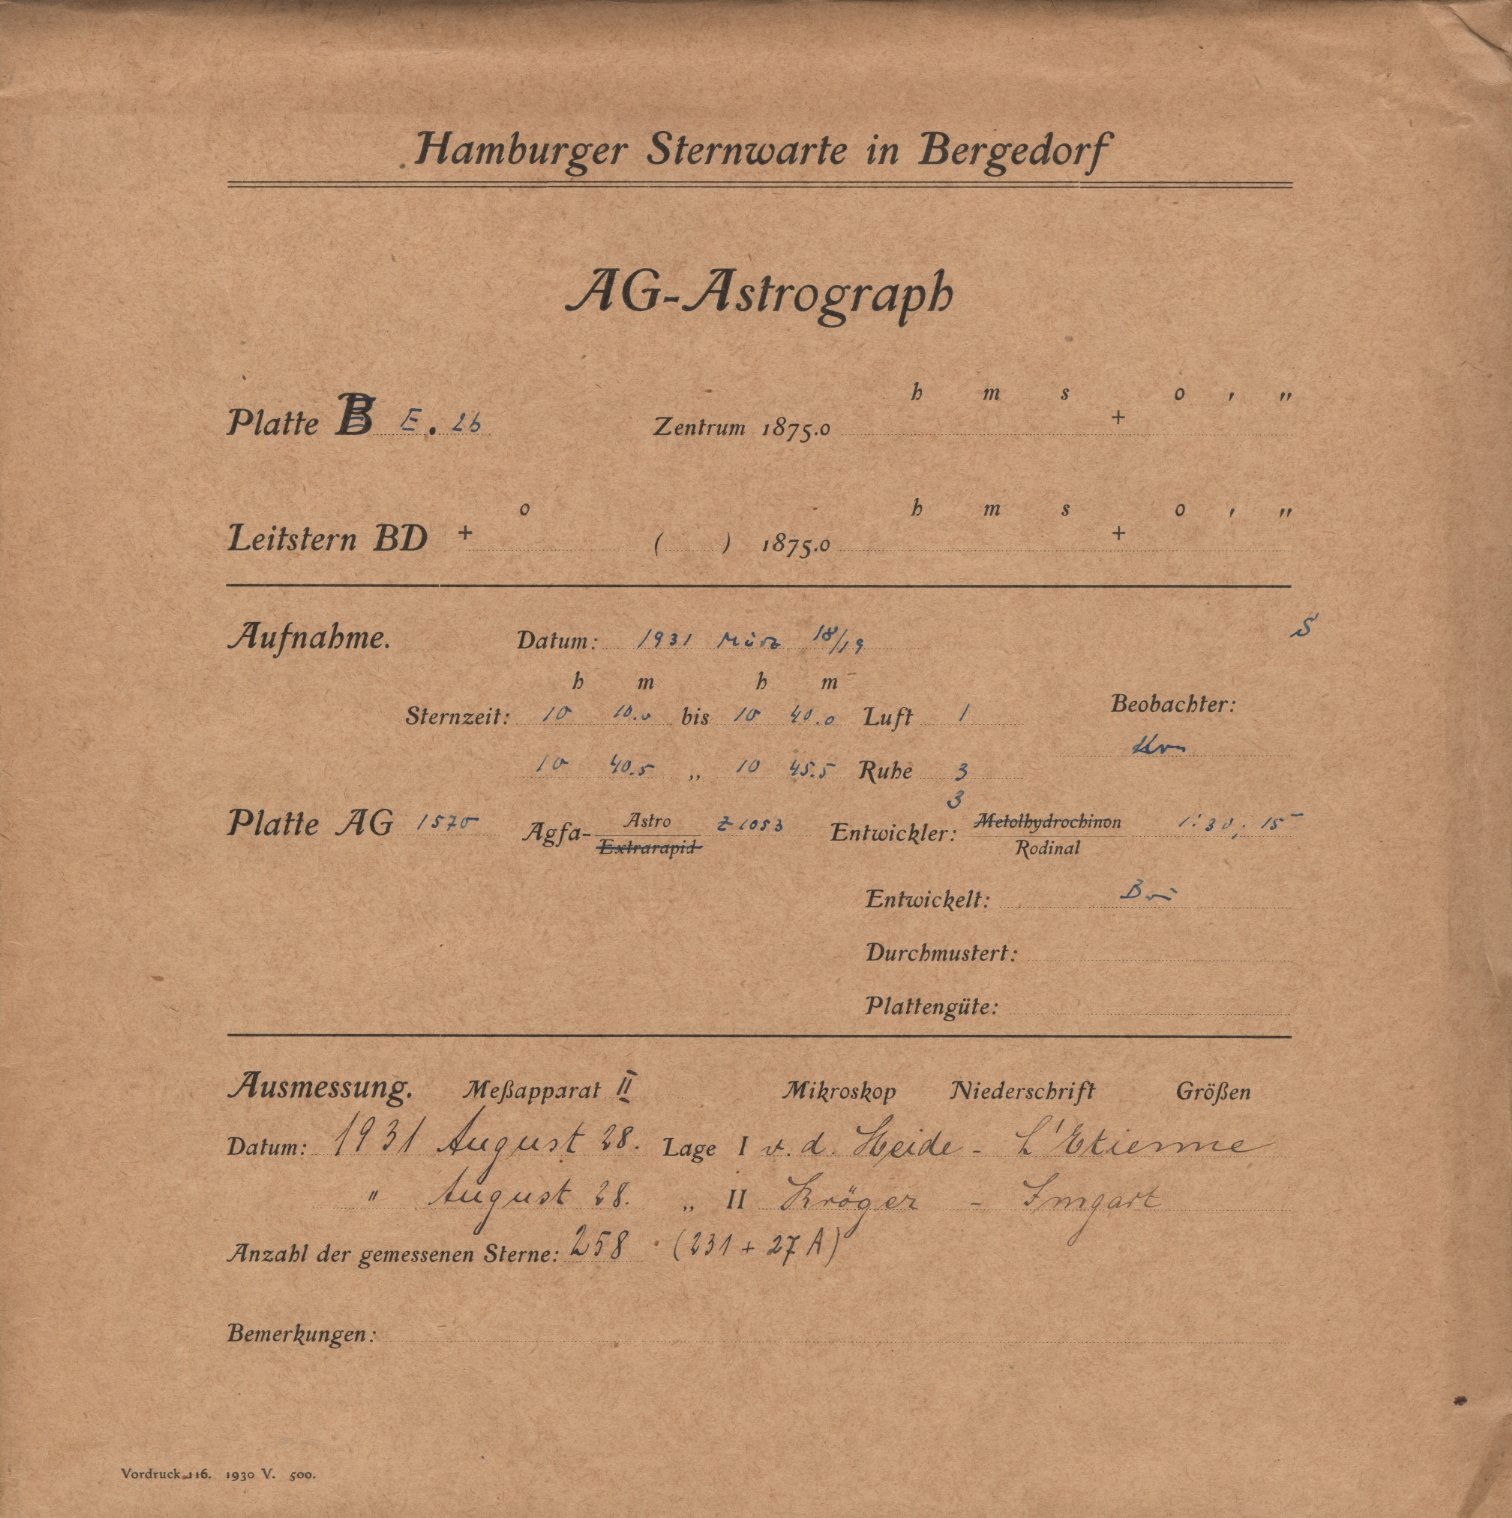 Hamburger Sternwarte in Bergedorf
AG-Astrograph
h m s o , „
Platte B E. 26 Zentrum 1875.0 +
o h m s o , „
Leitstern BD + ( ) 1875.0 +
S
Aufnahme. Datum: 1931 März 18/19
h m h m
Sternzeit: 10 10.0 bis 10 40.0 Luft 1 Beobachter:
10 40.5 „ 10 45.5 Ruhe 3
3
Platte AG 1570 Agfa- Astro Z1053 Entwickler: Metolhydrochinon 1:30; 15
Extrarapid Rodinal
Entwickelt:
Durchmustert:
Plattengüte:
Ausmessung. Meßapparat II Mikroskop Niederschrift Größen
Datum: 1931 August 28. Lage I v. d. Heide - L'Etienne
" August 28. „ II Kröger - Imgart
Anzahl der gemessenen Sterne: 258 (231 + 27 A)
Bemerkungen:
Vordruck 116. 1930 V. 500.